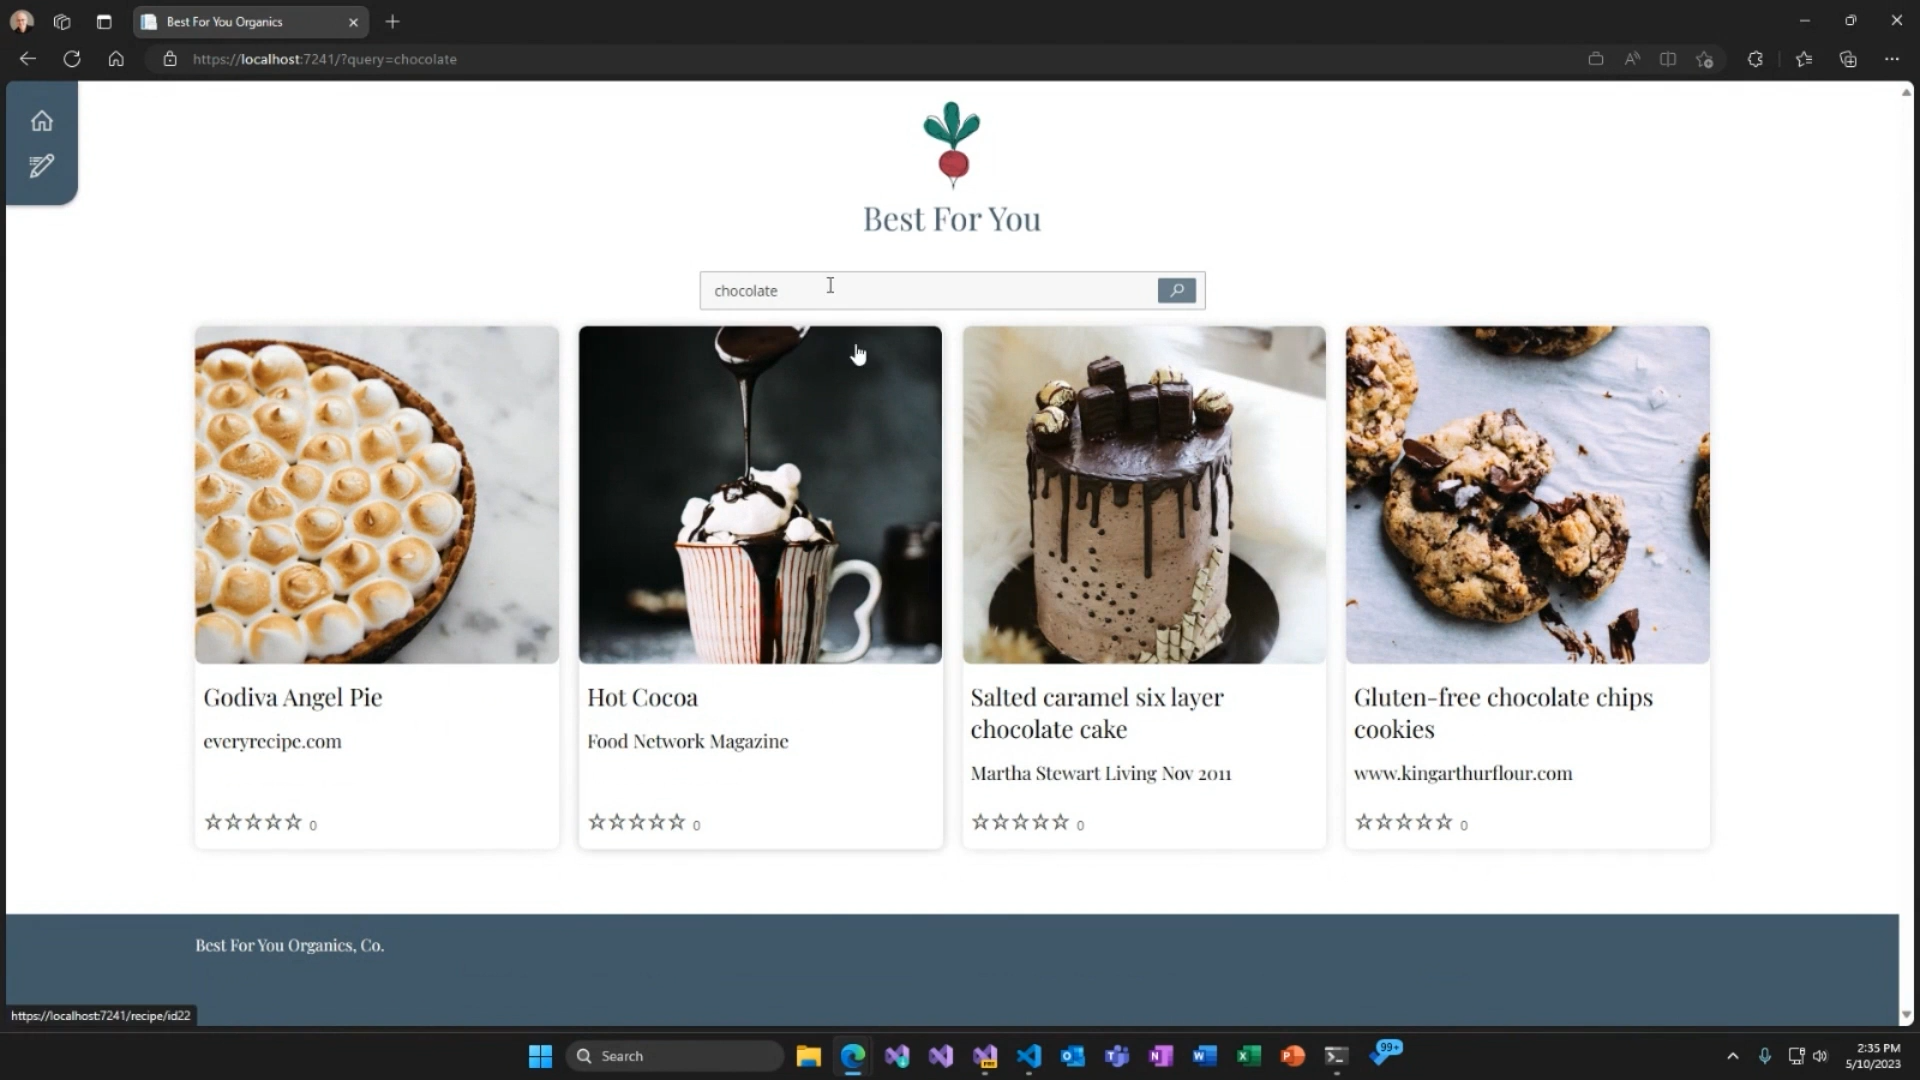 Best For You Organics
https://localhost:7241/?query=chocolate
Best For You
chocolate
Godiva Angel Pie
everyrecipe.com
0
Hot Cocoa
Food Network Magazine
0
Salted caramel six layer
chocolate cake
Martha Stewart Living Nov 2011
0
Gluten-free chocolate chips
cookies
www.kingarthurflour.com
0
Best For You Organics, Co.
https://localhost:7241/recipe/id22
Search
99+
2:35 PM
5/10/2023